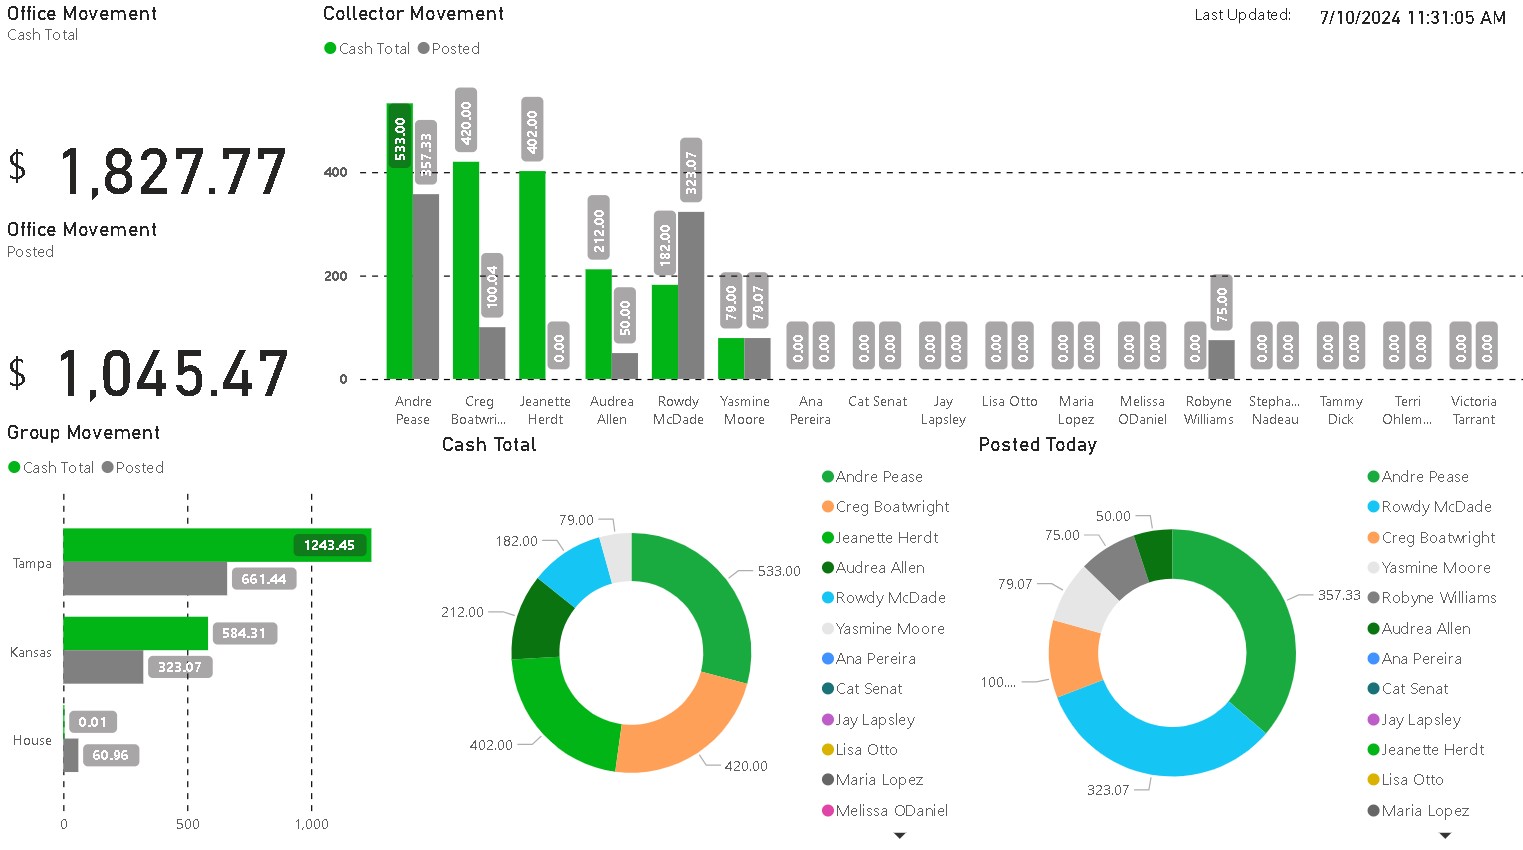 Office Movement
Cash Total
$ 1,827.77
Office Movement
Posted
$ 1,045.47
Collector Movement
Cash Total Posted
Last Updated: 7/10/2024 11:31:05 AM
400
200
0
533.00
357.33
420.00
100.04
402.00
0.00
212.00
50.00
182.00
323.07
79.00
79.07
0.00
0.00
0.00
0.00
0.00
0.00
0.00
0.00
0.00
0.00
0.00
0.00
0.00
75.00
0.00
0.00
0.00
0.00
0.00
0.00
0.00
0.00
Andre Pease
Creg Boatwri...
Jeanette Herdt
Audrea Allen
Rowdy McDade
Yasmine Moore
Ana Pereira
Cat Senat
Jay Lapsley
Lisa Otto
Maria Lopez
Melissa ODaniel
Robyne Williams
Stepha... Nadeau
Tammy Dick
Terri Ohlem...
Victoria Tarrant
Group Movement
Cash Total Posted
Tampa
1243.45
661.44
Kansas
584.31
323.07
House
0.01
60.96
0 500 1,000
Cash Total
79.00
182.00
533.00
212.00
402.00
420.00
Andre Pease
Creg Boatwright
Jeanette Herdt
Audrea Allen
Rowdy McDade
Yasmine Moore
Ana Pereira
Cat Senat
Jay Lapsley
Lisa Otto
Maria Lopez
Melissa ODaniel
Posted Today
50.00
75.00
79.07
357.33
100....
323.07
Andre Pease
Rowdy McDade
Creg Boatwright
Yasmine Moore
Robyne Williams
Audrea Allen
Ana Pereira
Cat Senat
Jay Lapsley
Jeanette Herdt
Lisa Otto
Maria Lopez